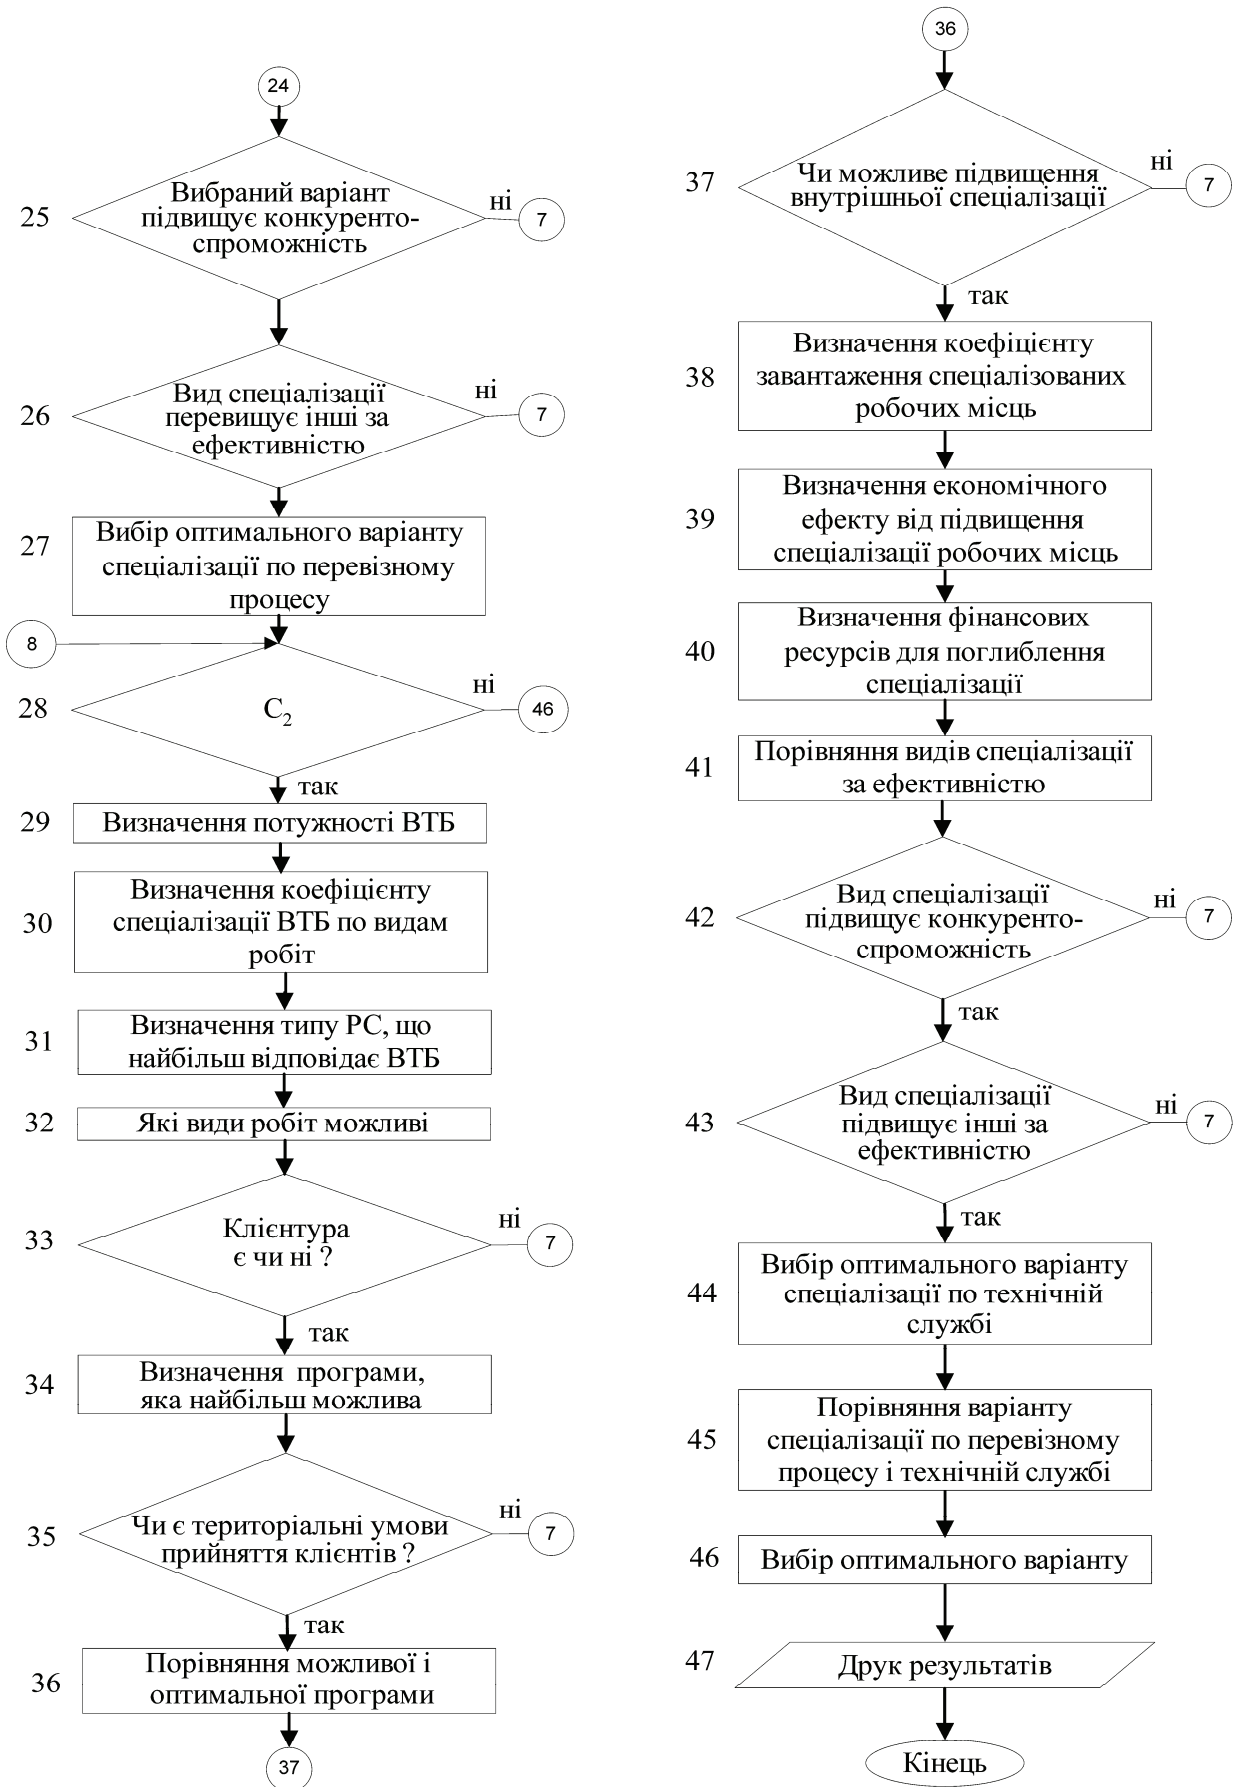 24
25
Вибраний варіант
підвищує конкуренто-
спроможність
ні
7
26
Вид спеціалізації
перевищує інші за
ефективністю
ні
7
27
Вибір оптимального варіанту
спеціалізації по перевізному
процесу
8
28
С2
ні
46
так
29
Визначення потужності ВТБ
30
Визначення коефіцієнту
спеціалізації ВТБ по видам
робіт
31
Визначення типу РС, що
найбільш відповідає ВТБ
32
Які види робіт можливі
33
Клієнтура
є чи ні ?
ні
7
так
34
Визначення програми,
яка найбільш можлива
35
Чи є територіальні умови
прийняття клієнтів ?
ні
7
так
36
Порівняння можливої і
оптимальної програми
37
36
37
Чи можливе підвищення
внутрішньої спеціалізації
ні
7
так
38
Визначення коефіцієнту
завантаження спеціалізованих
робочих місць
39
Визначення економічного
ефекту від підвищення
спеціалізації робочих місць
40
Визначення фінансових
ресурсів для поглиблення
спеціалізації
41
Порівняння видів спеціалізації
за ефективністю
42
Вид спеціалізації
підвищує конкуренто-
спроможність
ні
7
так
43
Вид спеціалізації
підвищує інші за
ефективністю
ні
7
так
44
Вибір оптимального варіанту
спеціалізації по технічній
службі
45
Порівняння варіанту
спеціалізації по перевізному
процесу і технічній службі
46
Вибір оптимального варіанту
47
Друк результатів
Кінець